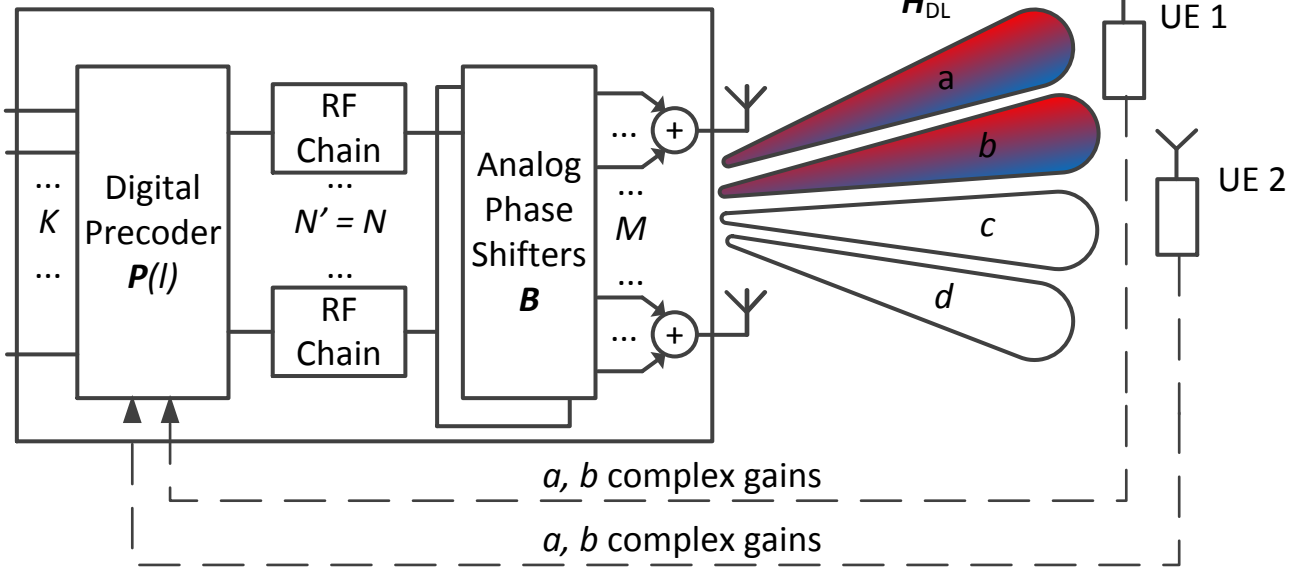 H_DL
UE 1
a
RF
Chain
+
b
UE 2
...
Analog
Phase
Shifters
B
...
K
...
Digital
Precoder
P(l)
...
N' = N
...
...
M
...
c
d
RF
Chain
...
+
a, b complex gains
a, b complex gains